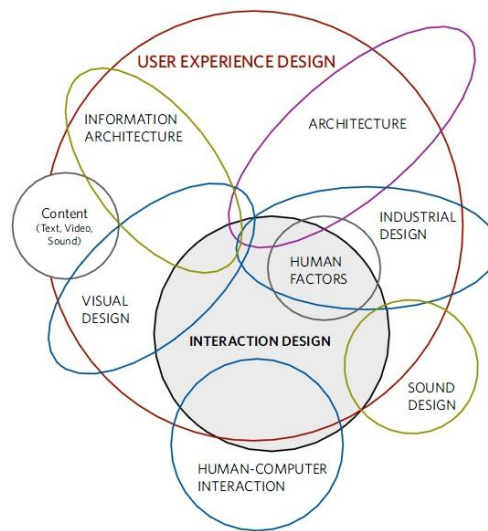 USER EXPERIENCE DESIGN
INFORMATION
ARCHITECTURE
ARCHITECTURE
Content
(Text, Video,
Sound)
INDUSTRIAL
DESIGN
HUMAN
FACTORS
VISUAL
DESIGN
INTERACTION DESIGN
SOUND
DESIGN
HUMAN-COMPUTER
INTERACTION